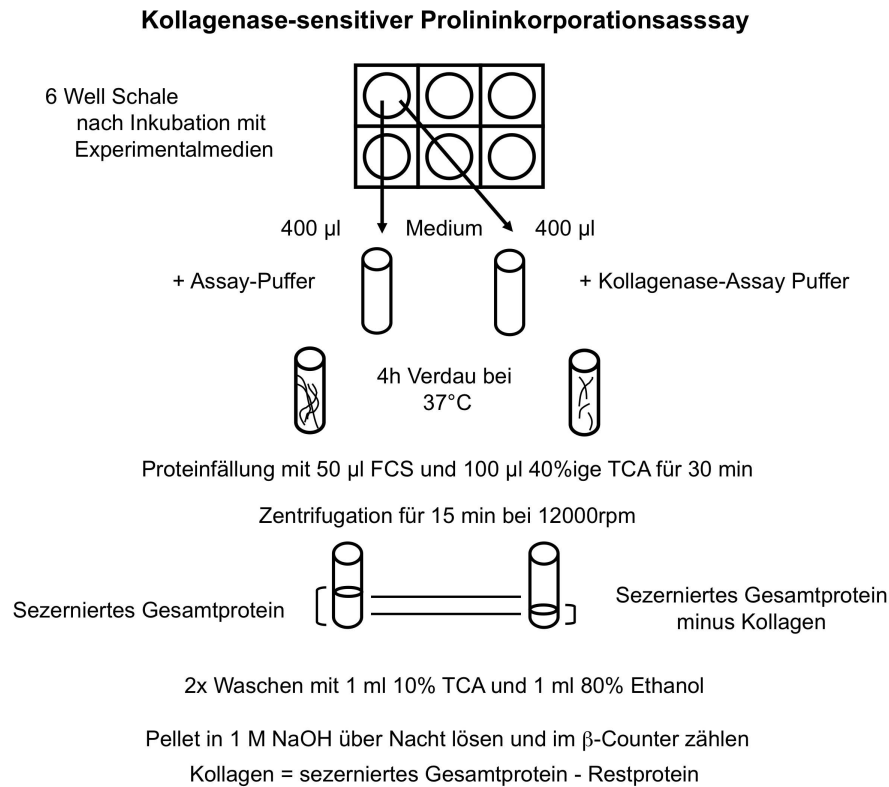 Kollagenase-sensitiver Prolininkorporationsasssay
6 Well Schale
nach Inkubation mit
Experimentalmedien
400 µl Medium 400 µl
+ Assay-Puffer + Kollagenase-Assay Puffer
4h Verdau bei
37°C
Proteinfällung mit 50 µl FCS und 100 µl 40%ige TCA für 30 min
Zentrifugation für 15 min bei 12000rpm
Sezerniertes Gesamtprotein
Sezerniertes Gesamtprotein
minus Kollagen
2x Waschen mit 1 ml 10% TCA und 1 ml 80% Ethanol
Pellet in 1 M NaOH über Nacht lösen und im β-Counter zählen
Kollagen = sezerniertes Gesamtprotein - Restprotein